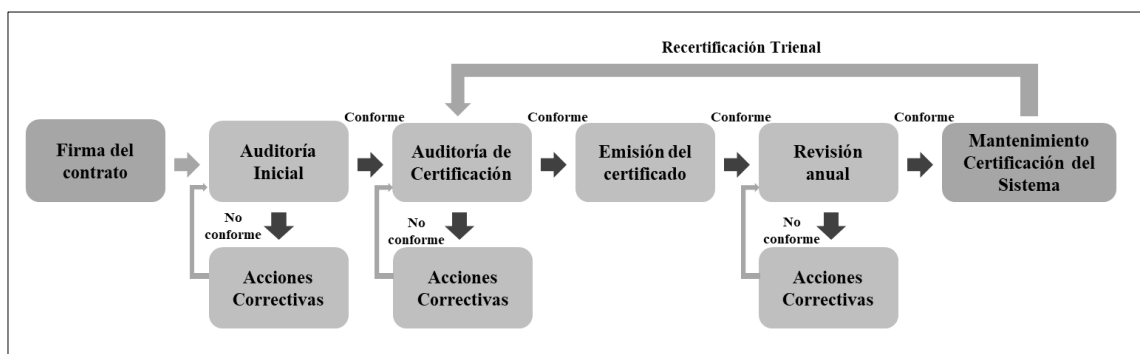 Recertificación Trienal
Firma del
contrato
Auditoría
Inicial
Conforme
Auditoría de
Certificación
Conforme
Emisión del
certificado
Conforme
Revisión
anual
Conforme
Mantenimiento
Certificación del
Sistema
No
conforme
Acciones
Correctivas
No
conforme
Acciones
Correctivas
No
conforme
Acciones
Correctivas